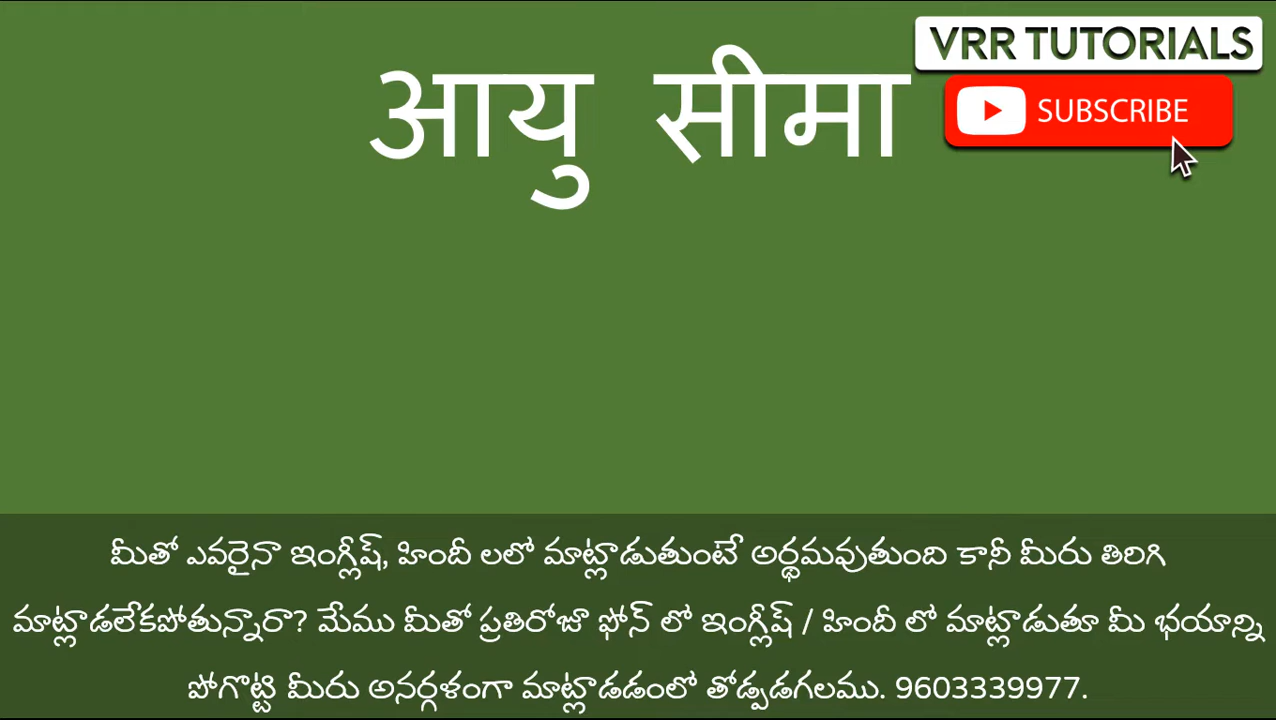 VRR TUTORIALS
SUBSCRIBE
आयु सीमा
మీతో ఎవరైనా ఇంగ్లీష్, హిందీ లలో మాట్లాడుతుంటే అర్థమవుతుంది కానీ మీరు తిరిగి
మాట్లాడలేకపోతున్నారా? మేము మీతో ప్రతిరోజూ ఫోన్ లో ఇంగ్లీష్ / హిందీ లో మాట్లాడుతూ మీ భయాన్ని
పోగొట్టి మీరు అనర్గళంగా మాట్లాడడంలో తోడ్పడగలము. 9603339977.